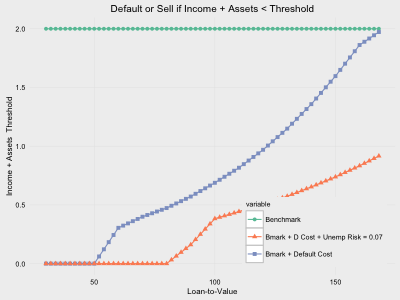 Default or Sell if Income + Assets < Threshold
2.0
1.5
1.0
0.5
0.0
Income + Assets Threshold
variable
Benchmark
Bmark + D Cost + Unemp Risk = 0.07
Bmark + Default Cost
50
100
150
Loan-to-Value